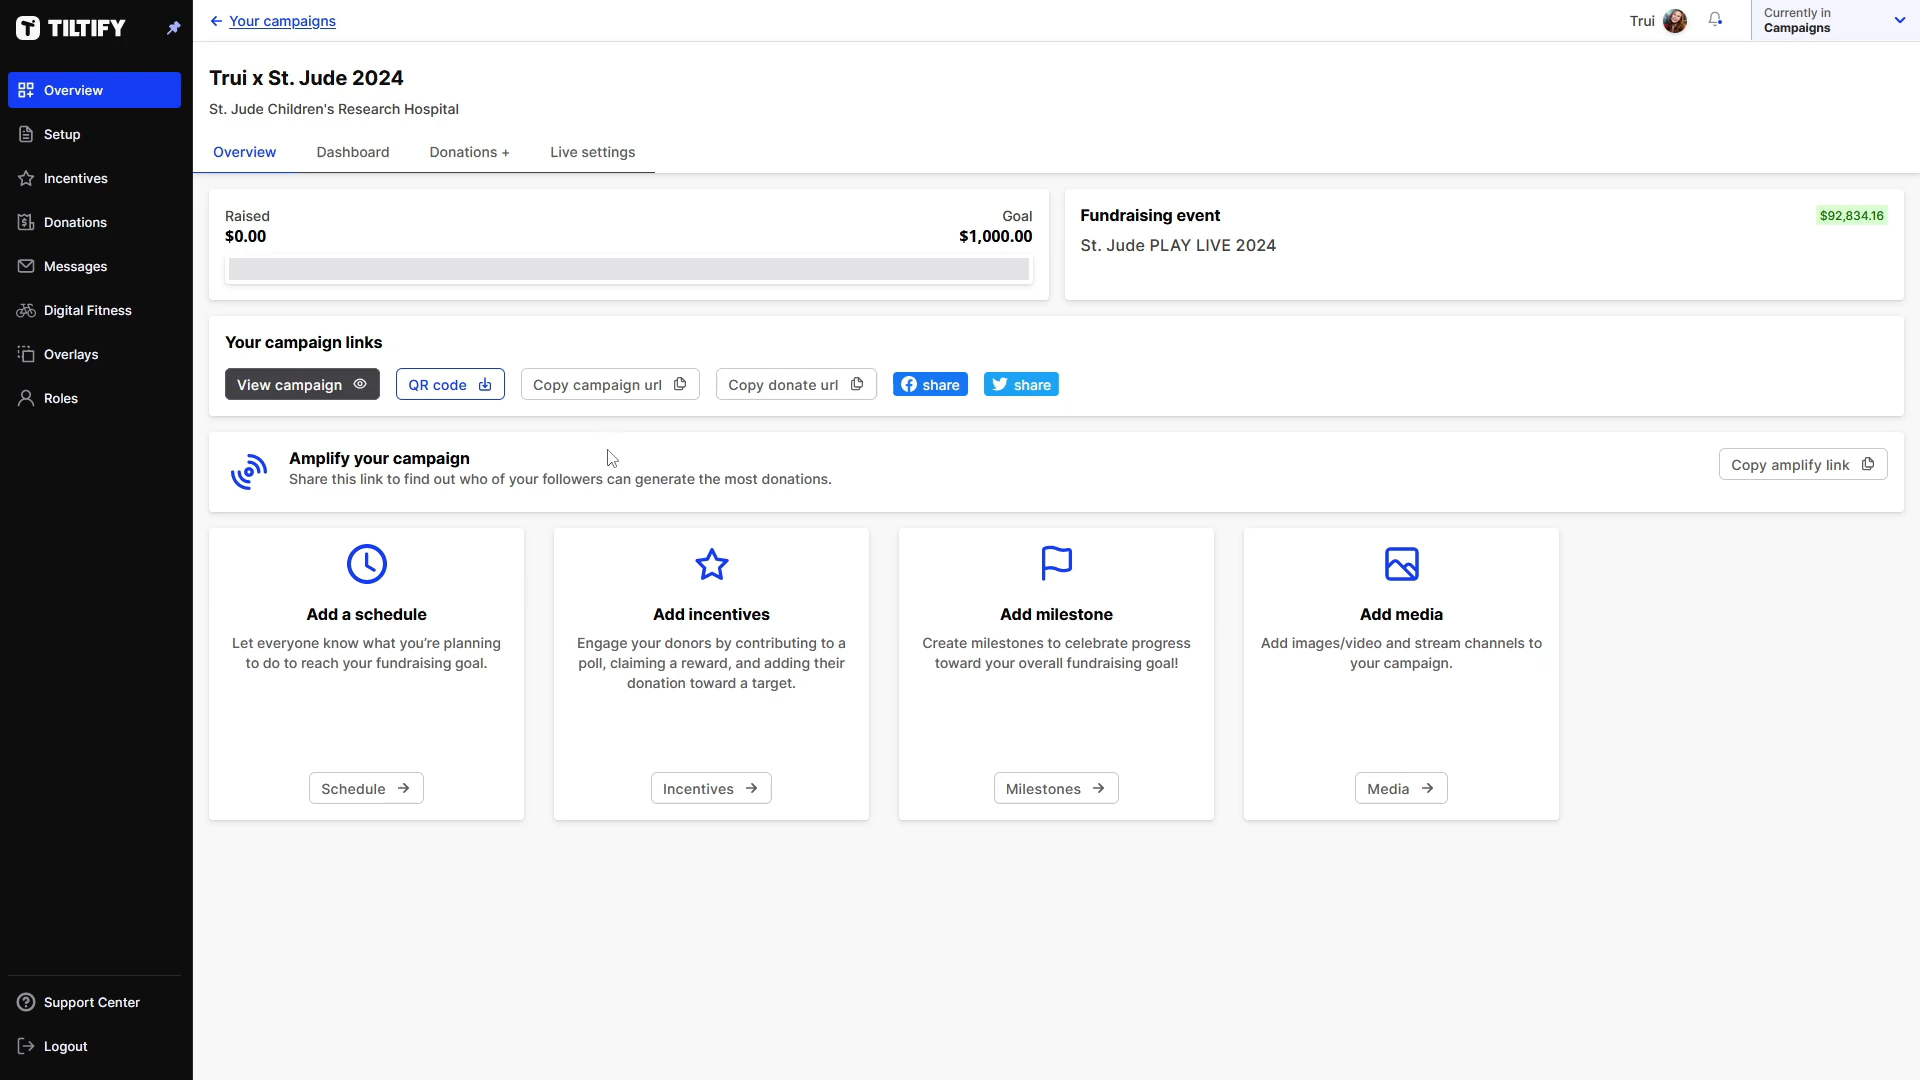 TILTIFY
Your campaigns
Trui
Currently in
Campaigns
Overview
Setup
Incentives
Donations
Messages
Digital Fitness
Overlays
Roles
Support Center
Logout
Trui x St. Jude 2024
St. Jude Children's Research Hospital
Overview
Dashboard
Donations +
Live settings
Raised
$0.00
Goal
$1,000.00
Fundraising event
$92,834.16
St. Jude PLAY LIVE 2024
Your campaign links
View campaign
QR code
Copy campaign url
Copy donate url
share
share
Amplify your campaign
Share this link to find out who of your followers can generate the most donations.
Copy amplify link
Add a schedule
Let everyone know what you're planning
to do to reach your fundraising goal.
Schedule
Add incentives
Engage your donors by contributing to a
poll, claiming a reward, and adding their
donation toward a target.
Incentives
Add milestone
Create milestones to celebrate progress
toward your overall fundraising goal!
Milestones
Add media
Add images/video and stream channels to
your campaign.
Media